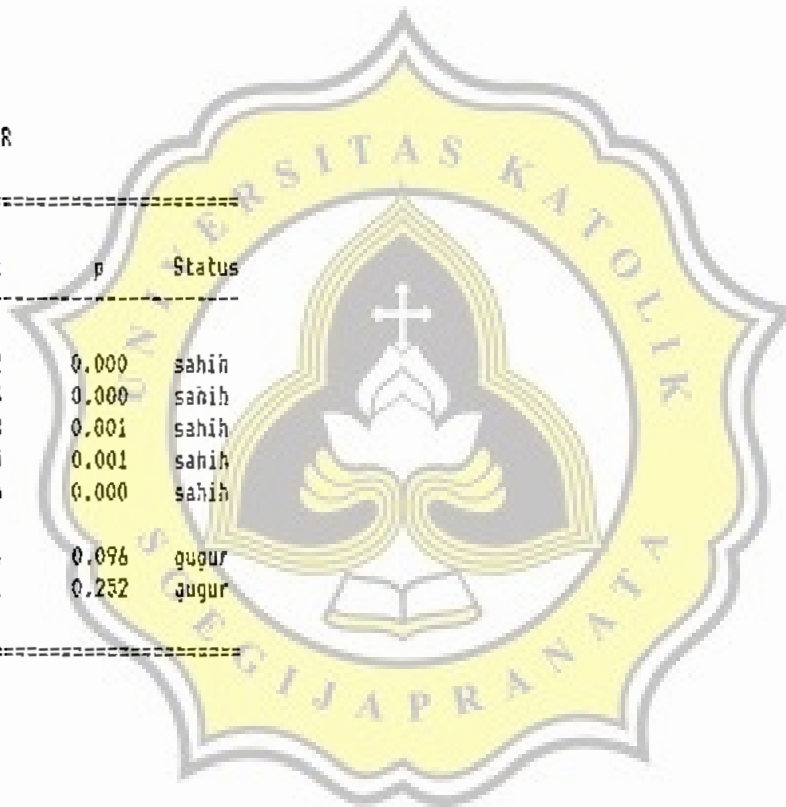 R
p Status
0.000 sahih
0.000 sahih
0.001 sahih
0.001 sahih
0.000 sahih
0.096 gugur
0.252 gugur
UNIVERSITAS KATOLIK
SOEGIJAPRANATA